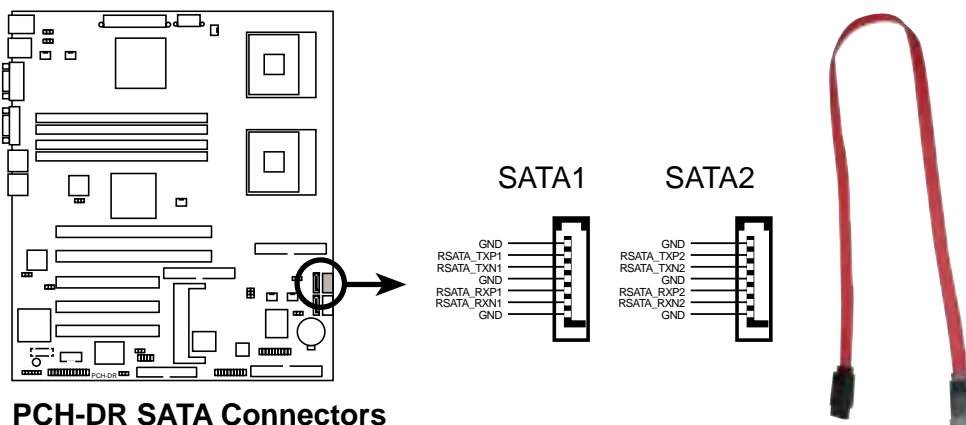 SATA1
GND
RSATA_TXP1
RSATA_TXN1
GND
RSATA_RXP1
RSATA_RXN1
GND
SATA2
GND
RSATA_TXP2
RSATA_TXN2
GND
RSATA_RXP2
RSATA_RXN2
GND
PCH-DR
PCH-DR SATA Connectors